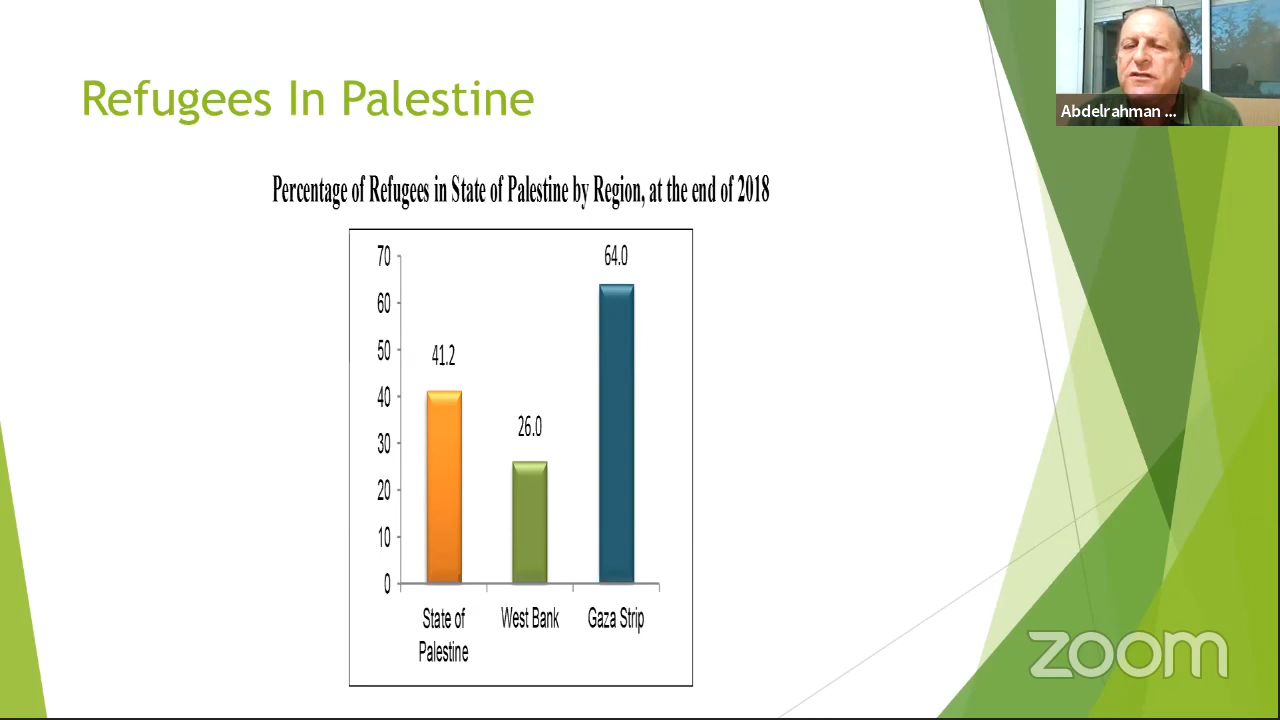 Refugees In Palestine
Abdelrahman ...
Percentage of Refugees in State of Palestine by Region, at the end of 2018
70
60
50
40
30
20
10
0
41.2
26.0
64.0
State of
Palestine
West Bank
Gaza Strip
zoom